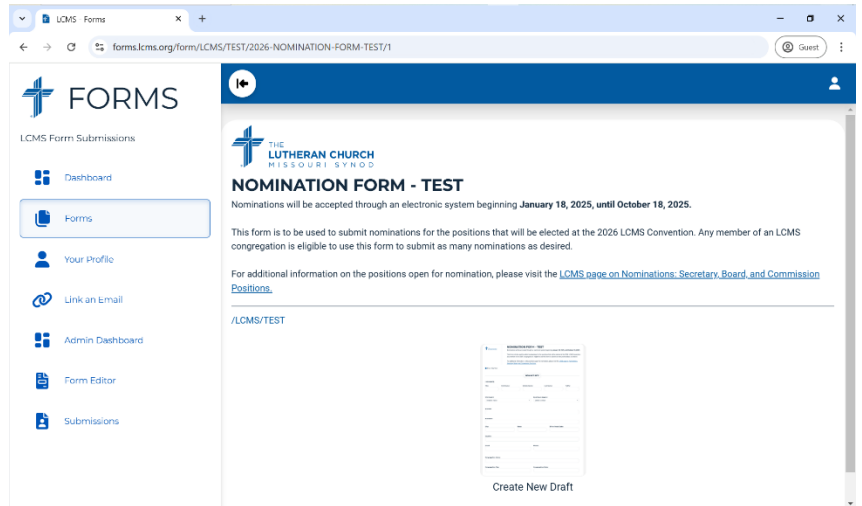 LCMS Forms
forms.lcms.org/form/LCMS/TEST/2026-NOMINATION-FORM-TEST/1
Guest
FORMS
LCMS Form Submissions
Dashboard
Forms
Your Profile
Link an Email
Admin Dashboard
Form Editor
Submissions
THE
LUTHERAN CHURCH
MISSOURI SYNOD
NOMINATION FORM - TEST
Nominations will be accepted through an electronic system beginning January 18, 2025, until October 18, 2025.
This form is to be used to submit nominations for the positions that will be elected at the 2026 LCMS Convention. Any member of an LCMS
congregation is eligible to use this form to submit as many nominations as desired.
For additional information on the positions open for nomination, please visit the LCMS page on Nominations: Secretary, Board, and Commission
Positions.
/LCMS/TEST
NOMINATION FORM - TEST
Create New Draft